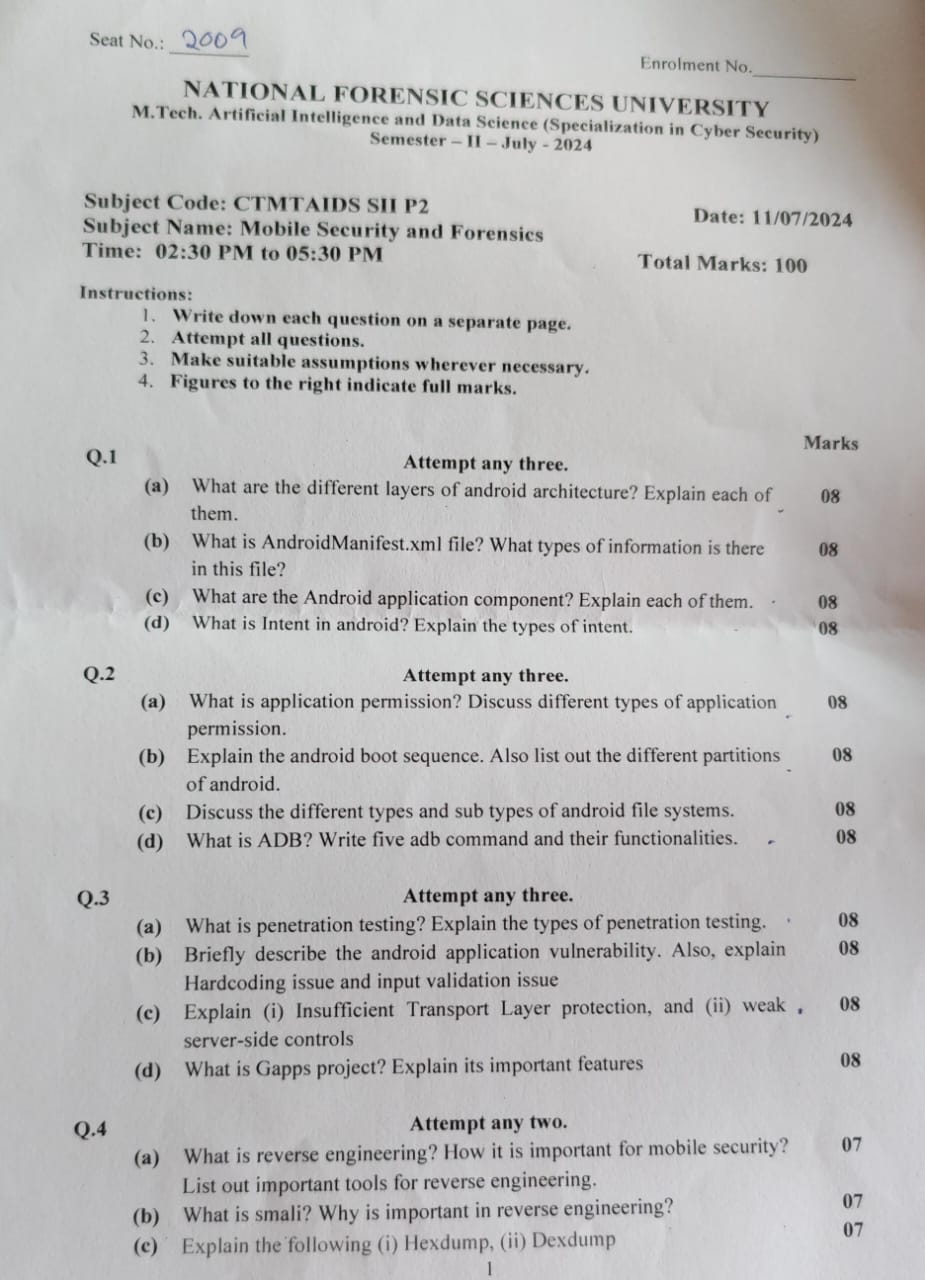 Seat No.: 2009
Enrolment No.
NATIONAL FORENSIC SCIENCES UNIVERSITY
M.Tech. Artificial Intelligence and Data Science (Specialization in Cyber Security)
Semester – II – July - 2024
Subject Code: CTMTAIDS SII P2
Date: 11/07/2024
Subject Name: Mobile Security and Forensics
Time: 02:30 PM to 05:30 PM
Total Marks: 100
Instructions:
1. Write down each question on a separate page.
2. Attempt all questions.
3. Make suitable assumptions wherever necessary.
4. Figures to the right indicate full marks.
Marks
Q.1 Attempt any three.
(a) What are the different layers of android architecture? Explain each of 08
them.
(b) What is AndroidManifest.xml file? What types of information is there 08
in this file?
(c) What are the Android application component? Explain each of them. 08
(d) What is Intent in android? Explain the types of intent. 08
Q.2 Attempt any three.
(a) What is application permission? Discuss different types of application 08
permission.
(b) Explain the android boot sequence. Also list out the different partitions 08
of android.
(c) Discuss the different types and sub types of android file systems. 08
(d) What is ADB? Write five adb command and their functionalities. 08
Q.3 Attempt any three.
(a) What is penetration testing? Explain the types of penetration testing. 08
(b) Briefly describe the android application vulnerability. Also, explain 08
Hardcoding issue and input validation issue
(c) Explain (i) Insufficient Transport Layer protection, and (ii) weak 08
server-side controls
(d) What is Gapps project? Explain its important features 08
Q.4 Attempt any two.
(a) What is reverse engineering? How it is important for mobile security? 07
List out important tools for reverse engineering.
(b) What is smali? Why is important in reverse engineering? 07
(c) Explain the following (i) Hexdump, (ii) Dexdump 07
1